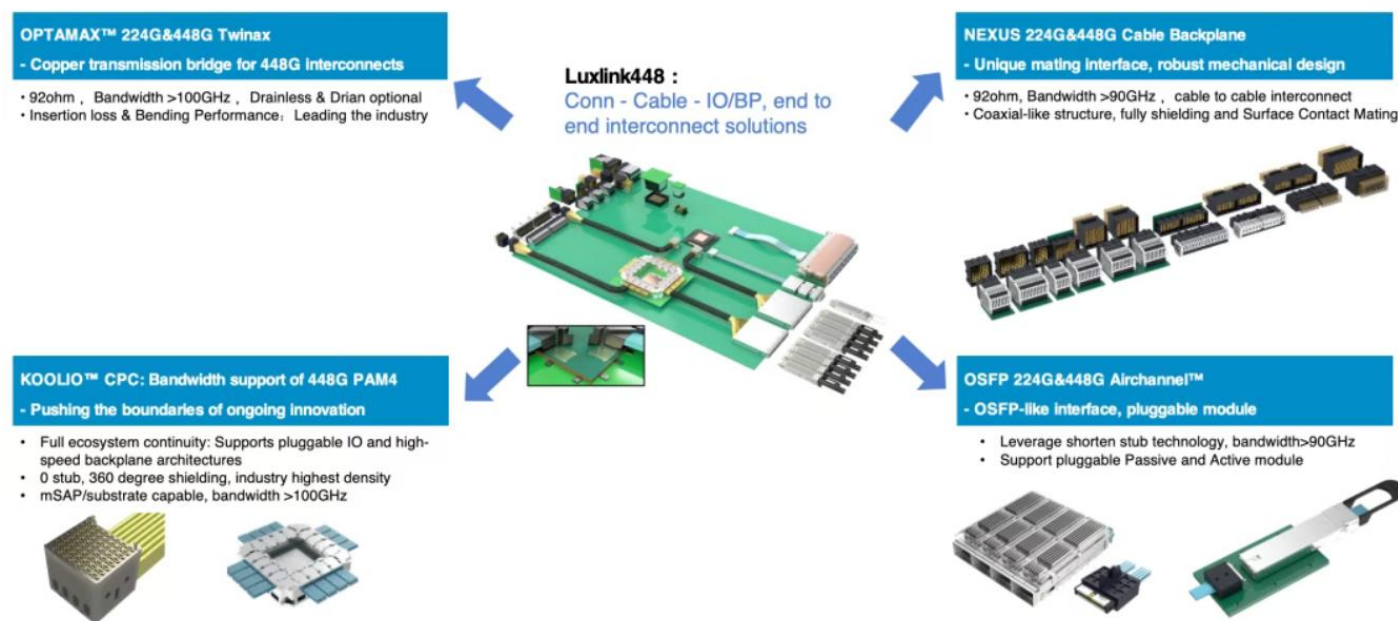 OPTAMAX™ 224G&448G Twinax
- Copper transmission bridge for 448G interconnects
• 92ohm ，Bandwidth >100GHz ，Drainless & Drian optional
• Insertion loss & Bending Performance：Leading the industry
Luxlink448：
Conn - Cable - IO/BP, end to
end interconnect solutions
NEXUS 224G&448G Cable Backplane
- Unique mating interface, robust mechanical design
• 92ohm, Bandwidth >90GHz ，cable to cable interconnect
• Coaxial-like structure, fully shielding and Surface Contact Mating
KOOLIO™ CPC: Bandwidth support of 448G PAM4
- Pushing the boundaries of ongoing innovation
• Full ecosystem continuity: Supports pluggable IO and high-
speed backplane architectures
• 0 stub, 360 degree shielding, industry highest density
• mSAP/substrate capable, bandwidth >100GHz
OSFP 224G&448G Airchannel™
- OSFP-like interface, pluggable module
• Leverage shorten stub technology, bandwidth>90GHz
• Support pluggable Passive and Active module